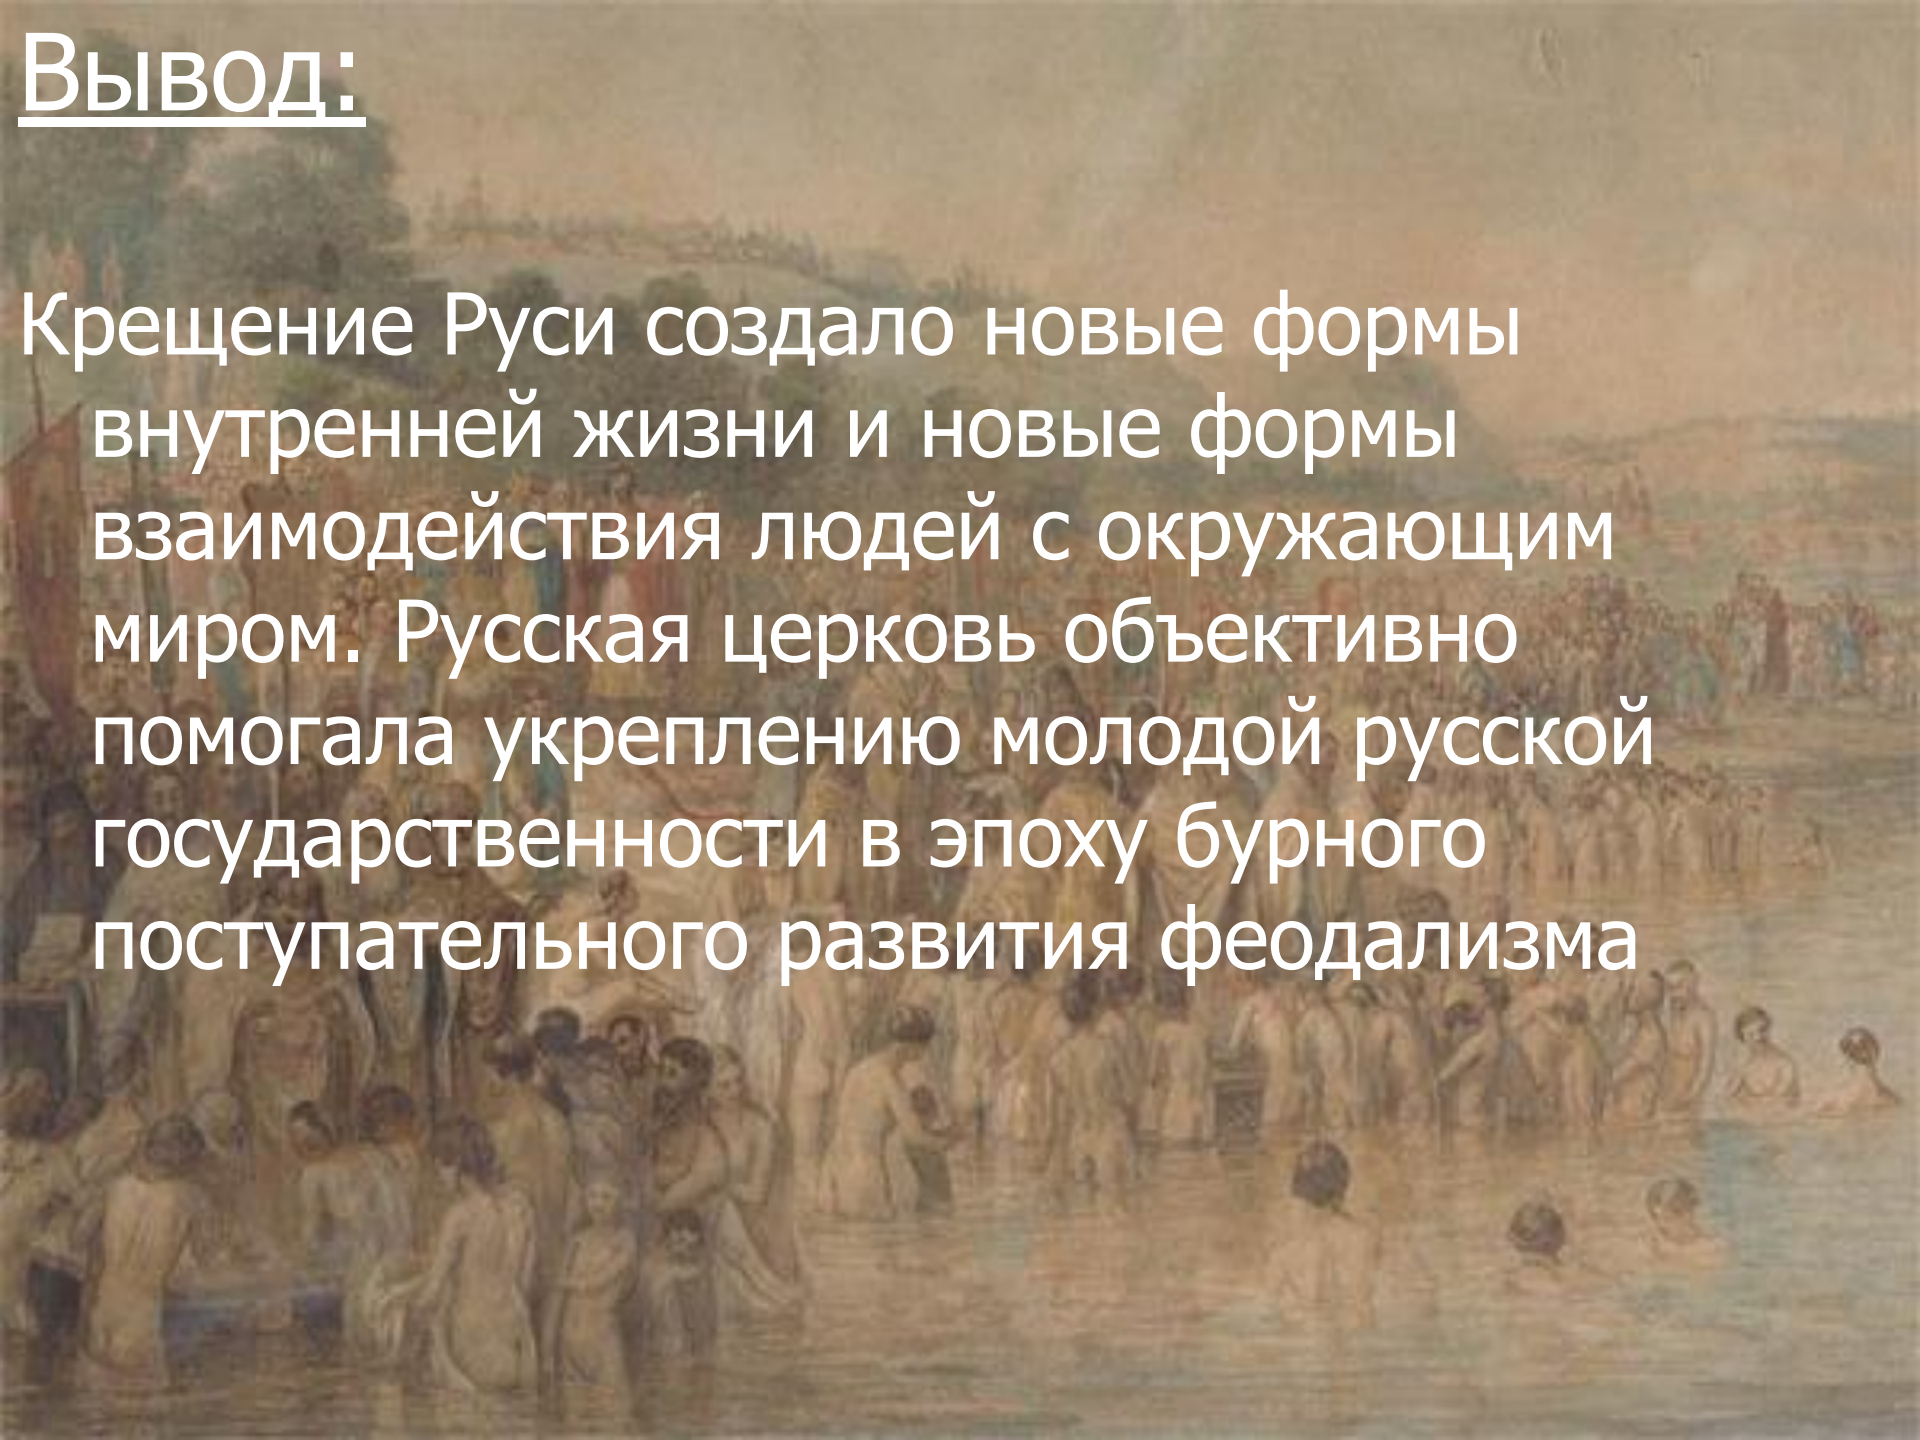 Вывод:
Крещение Руси создало новые формы
внутренней жизни и новые формы
взаимодействия людей с окружающим
миром. Русская церковь объективно
помогала укреплению молодой русской
государственности в эпоху бурного
поступательного развития феодализма